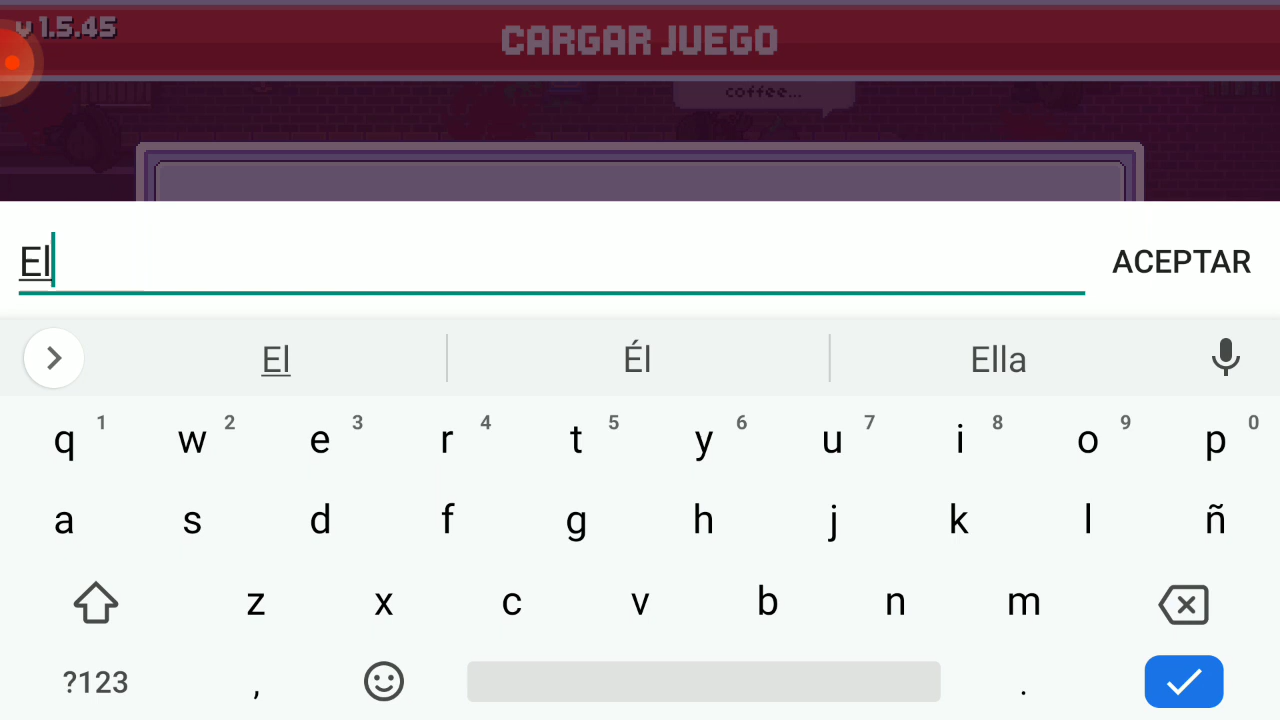 v 1.5.45
CARGAR JUEGO
coffee...
El
ACEPTAR
El Él Ella
q 1 w 2 e 3 r 4 t 5 y 6 u 7 i 8 o 9 p 0
a s d f g h j k l ñ
z x c v b n m
?123 , .